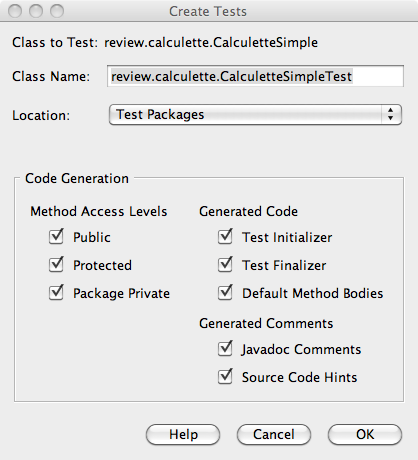 Create Tests
Class to Test: review.calculette.CalculetteSimple
Class Name: review.calculette.CalculetteSimpleTest
Location: Test Packages
Code Generation
Method Access Levels
Public
Protected
Package Private
Generated Code
Test Initializer
Test Finalizer
Default Method Bodies
Generated Comments
Javadoc Comments
Source Code Hints
Help Cancel OK